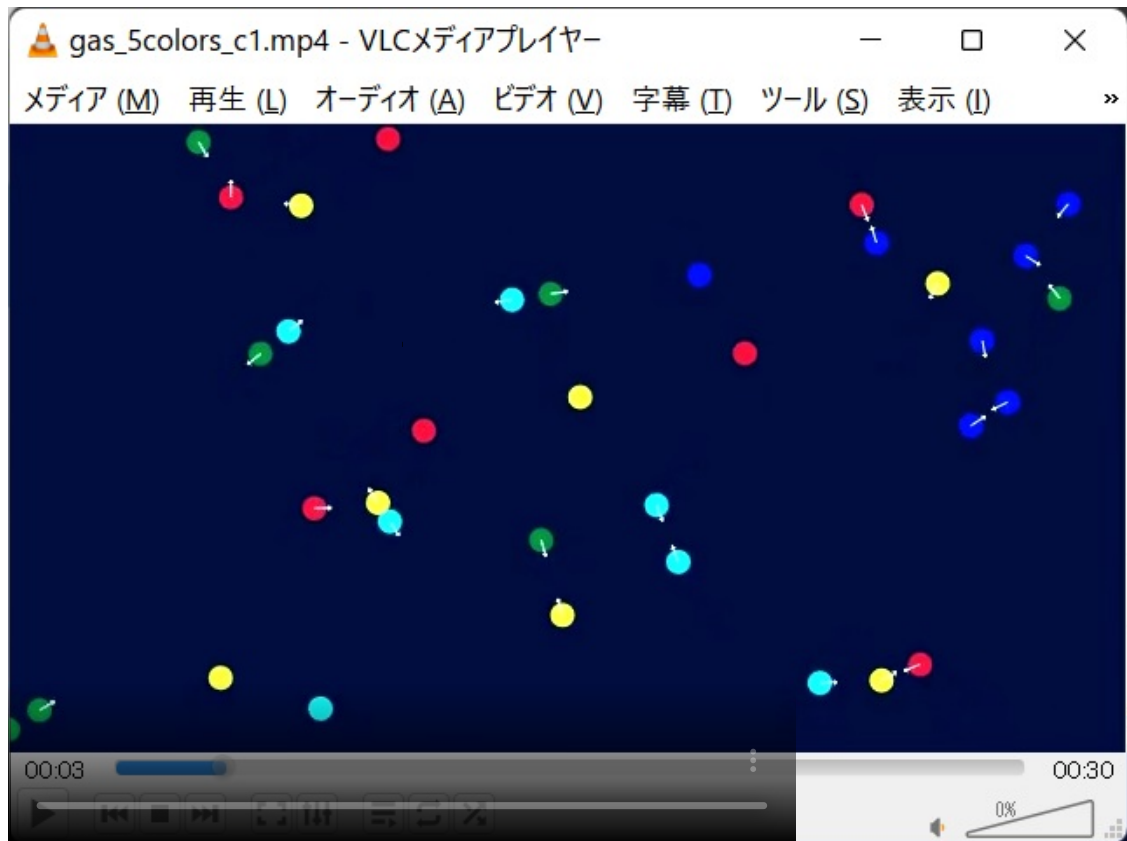 gas_5colors_c1.mp4 - VLCメディアプレイヤー
メディア (M) 再生 (L) オーディオ (A) ビデオ (V) 字幕 (T) ツール (S) 表示 (I) »
00:03 00:30
0%